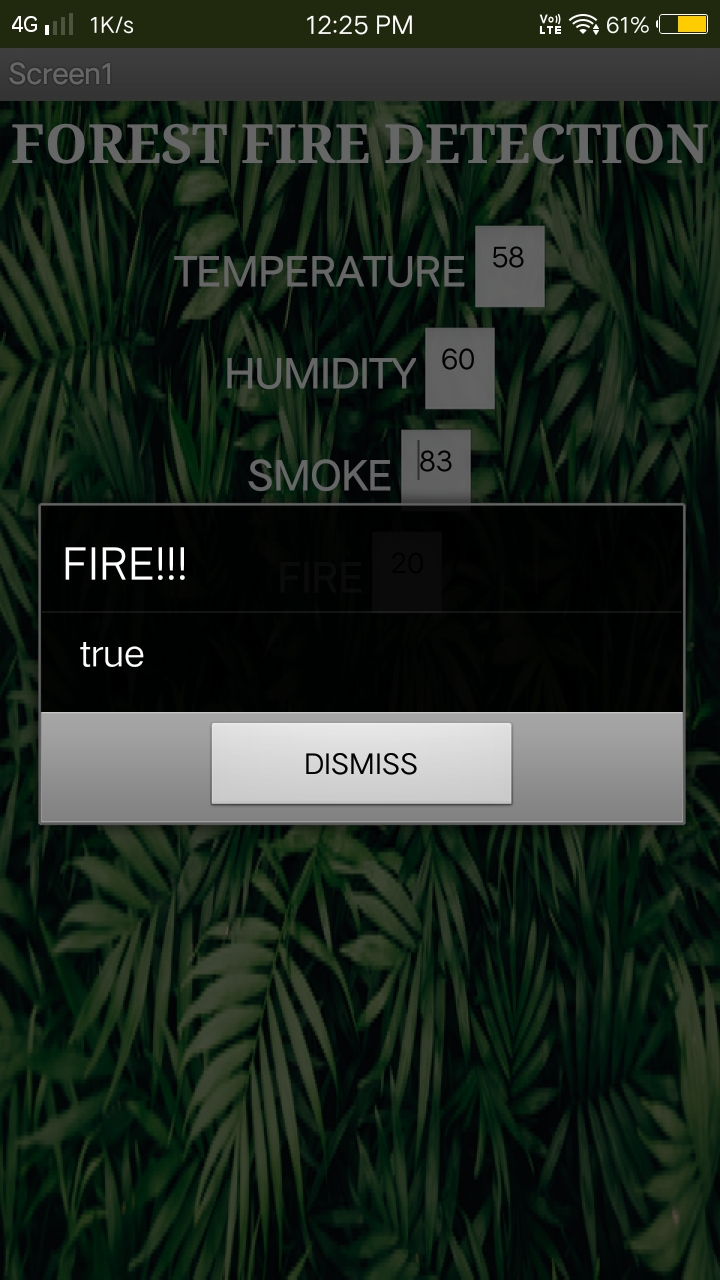 4G 1K/s 12:25 PM Vo) LTE 61%
Screen1
FOREST FIRE DETECTION
TEMPERATURE 58
HUMIDITY 60
SMOKE 83
FIRE 20
FIRE!!!
true
DISMISS